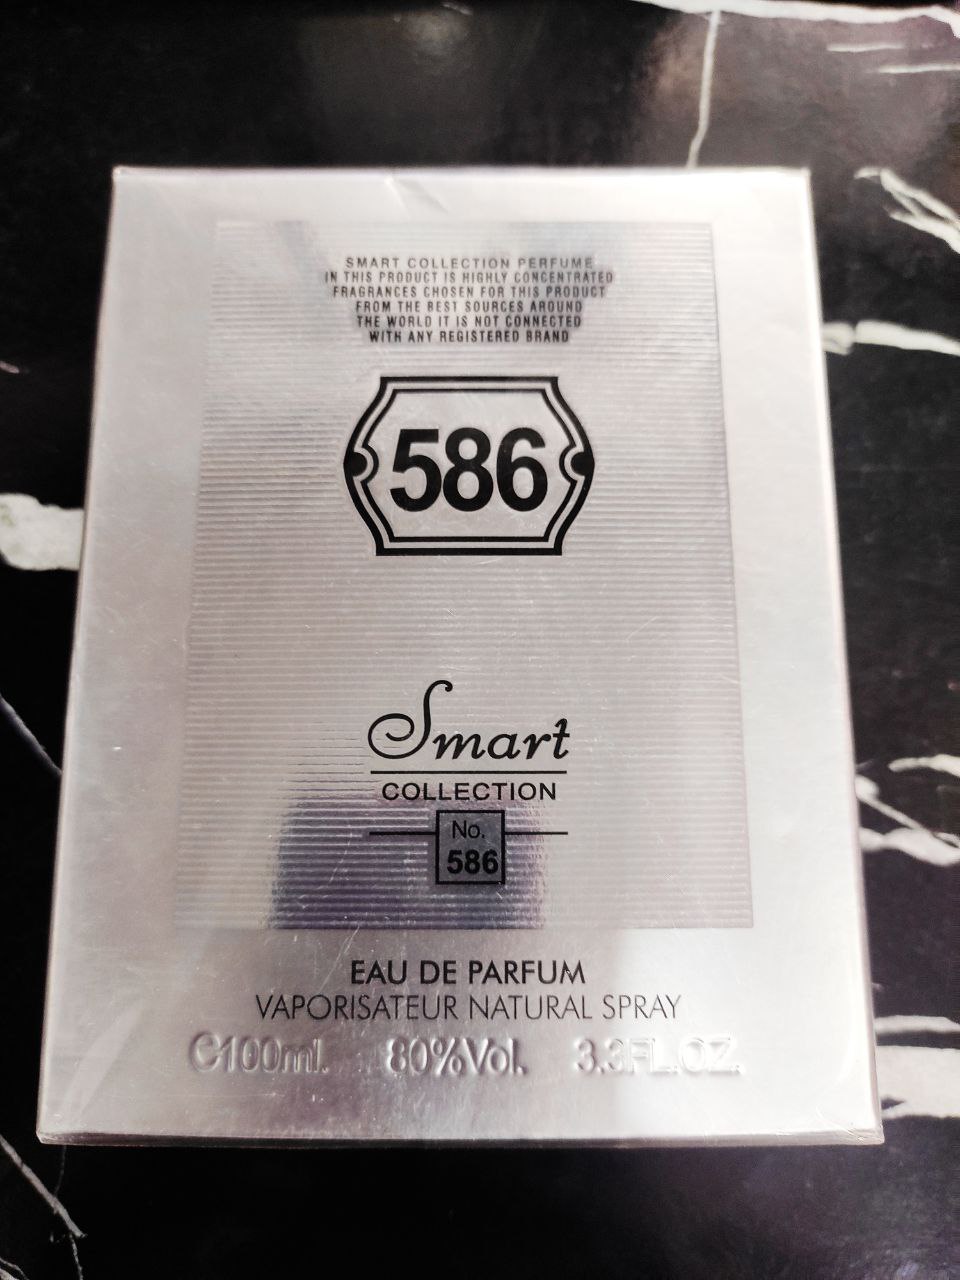 SMART COLLECTION PERFUME
IN THIS PRODUCT IS HIGHLY CONCENTRATED
FRAGRANCES CHOSEN FOR THIS PRODUCT
FROM THE BEST SOURCES AROUND
THE WORLD IT IS NOT CONNECTED
WITH ANY REGISTERED BRAND
586
Smart
COLLECTION
No.
586
EAU DE PARFUM
VAPORISATEUR NATURAL SPRAY
e100ml. 80%Vol. 3.3FL.OZ.